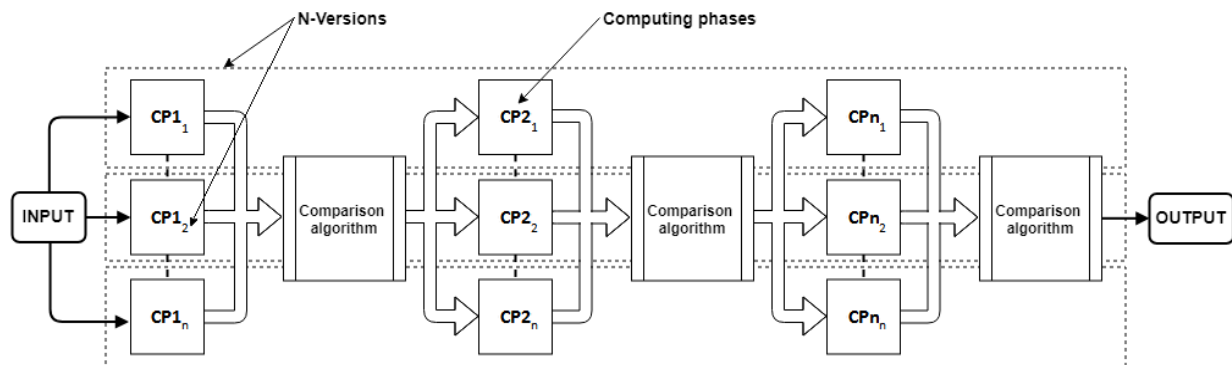 N-Versions
Computing phases
CP1₁
CP2₁
CPn₁
INPUT
CP1₂
Comparison
algorithm
CP2₂
Comparison
algorithm
CPn₂
Comparison
algorithm
OUTPUT
CP1ₙ
CP2ₙ
CPnₙ